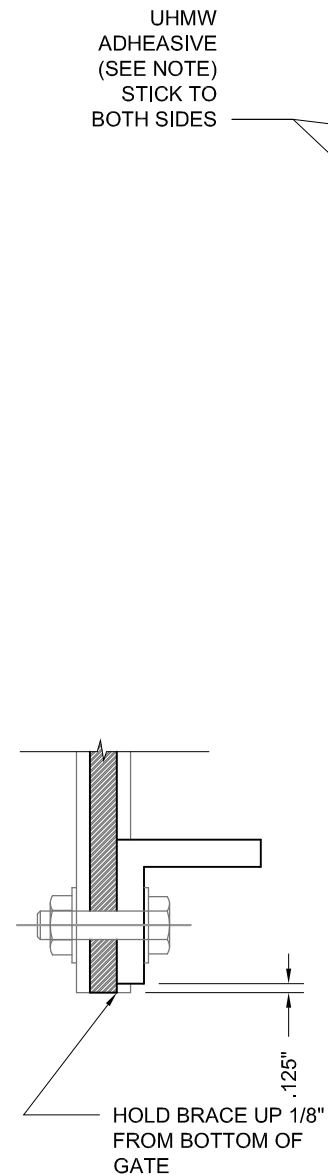 UHMW
ADHEASIVE
(SEE NOTE)
STICK TO
BOTH SIDES
.125"
HOLD BRACE UP 1/8"
FROM BOTTOM OF
GATE